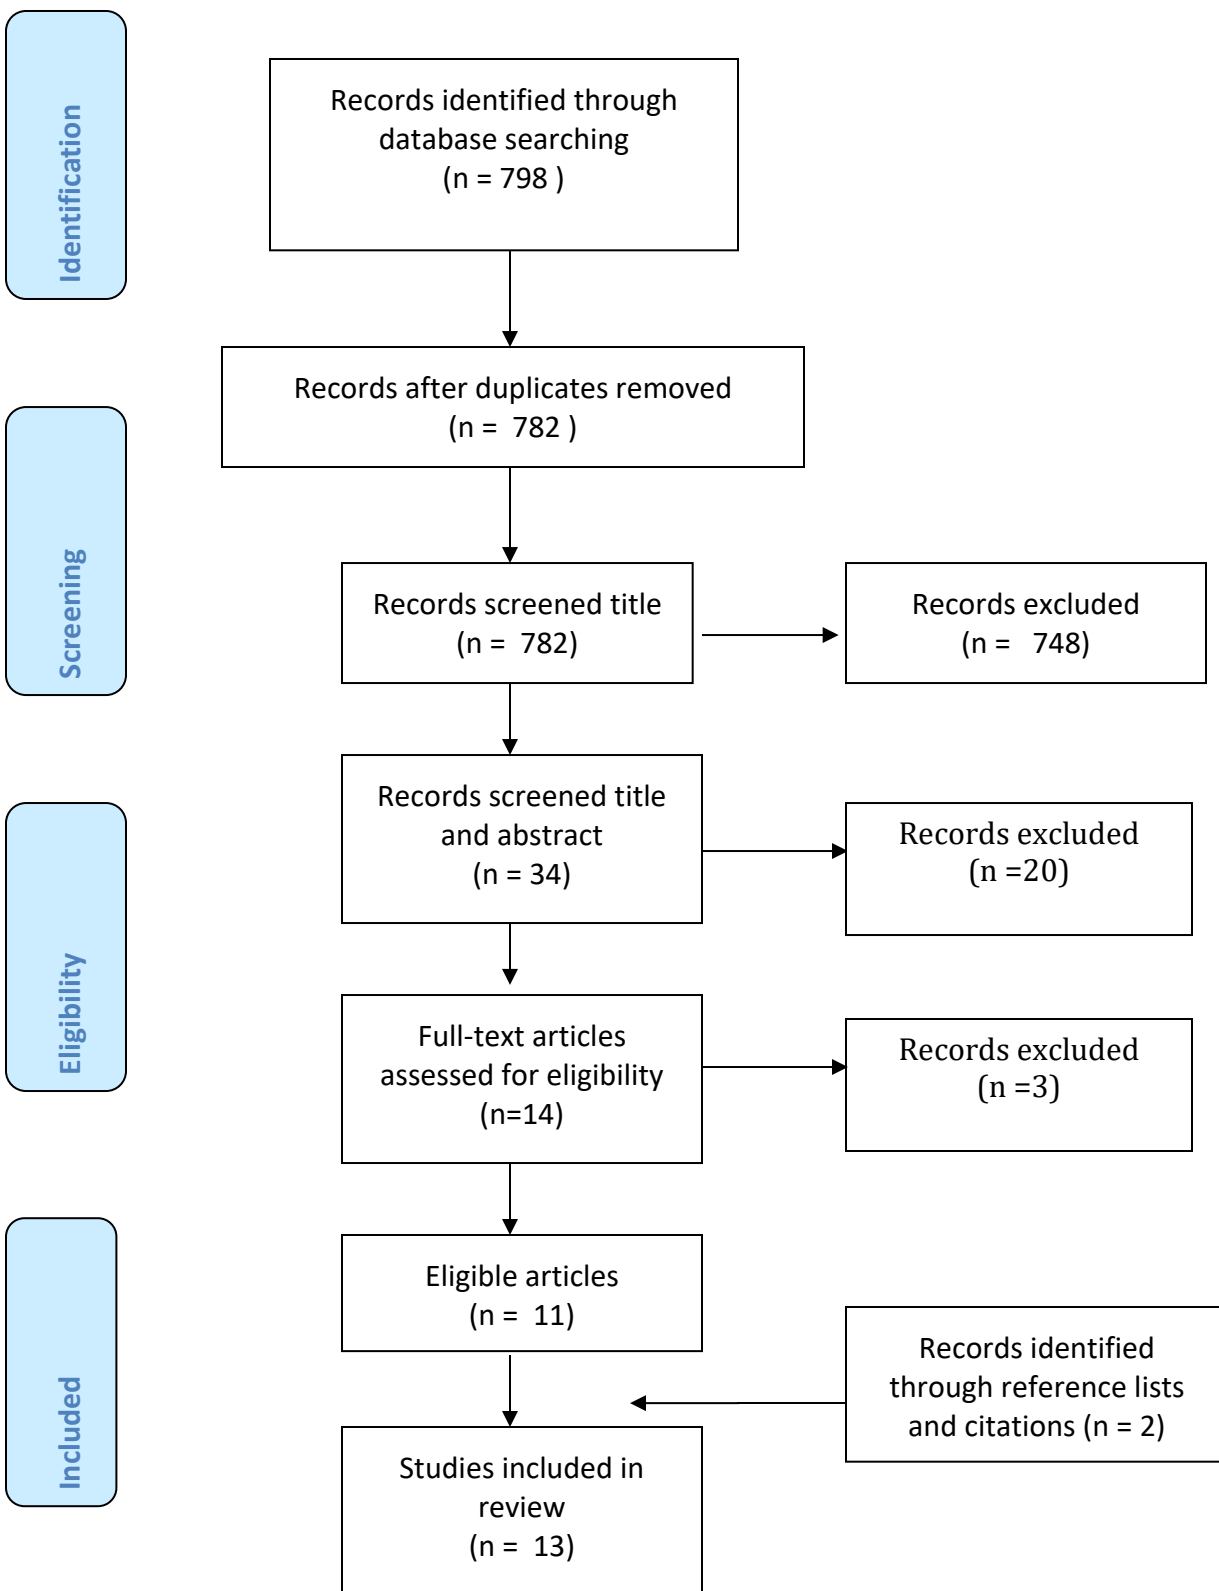 Identification
Records identified through
database searching
(n = 798 )
Records after duplicates removed
(n =  782 )
Screening
Records screened title
(n =  782)
Records excluded
(n =   748)
Records screened title
and abstract
(n = 34)
Records excluded
(n =20)
Eligibility
Full-text articles
assessed for eligibility
(n=14)
Records excluded
(n =3)
Included
Eligible articles
(n =  11)
Records identified
through reference lists
and citations (n = 2)
Studies included in
review
(n =  13)